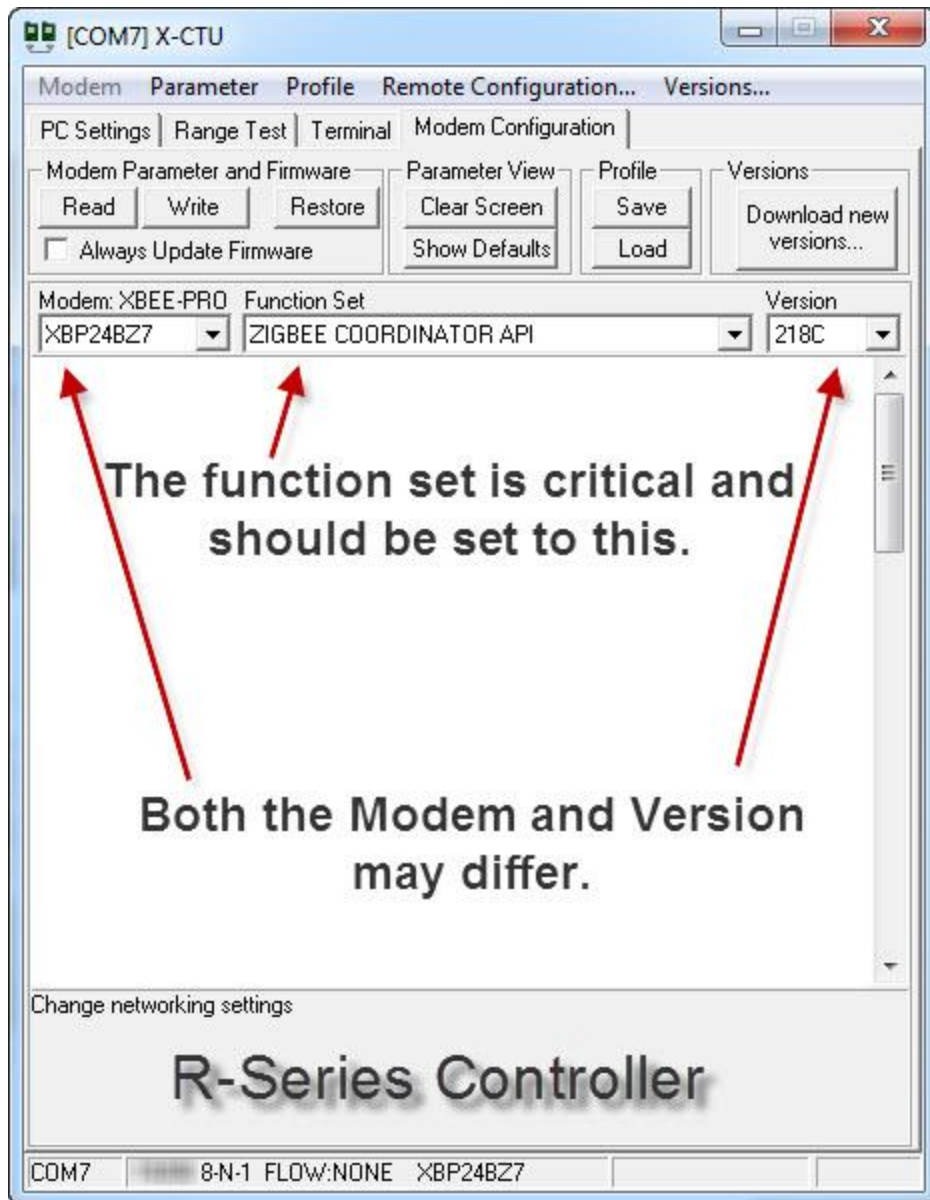 [COM7] X-CTU
Modem Parameter Profile Remote Configuration... Versions...
PC Settings Range Test Terminal Modem Configuration
Modem Parameter and Firmware Parameter View Profile Versions
Read Write Restore Clear Screen Save Download new
versions...
Always Update Firmware Show Defaults Load
Modem: XBEE-PRO Function Set Version
XBP24BZ7 ZIGBEE COORDINATOR API 218C
The function set is critical and
should be set to this.
Both the Modem and Version
may differ.
Change networking settings
R-Series Controller
COM7 8-N-1 FLOW:NONE XBP24BZ7